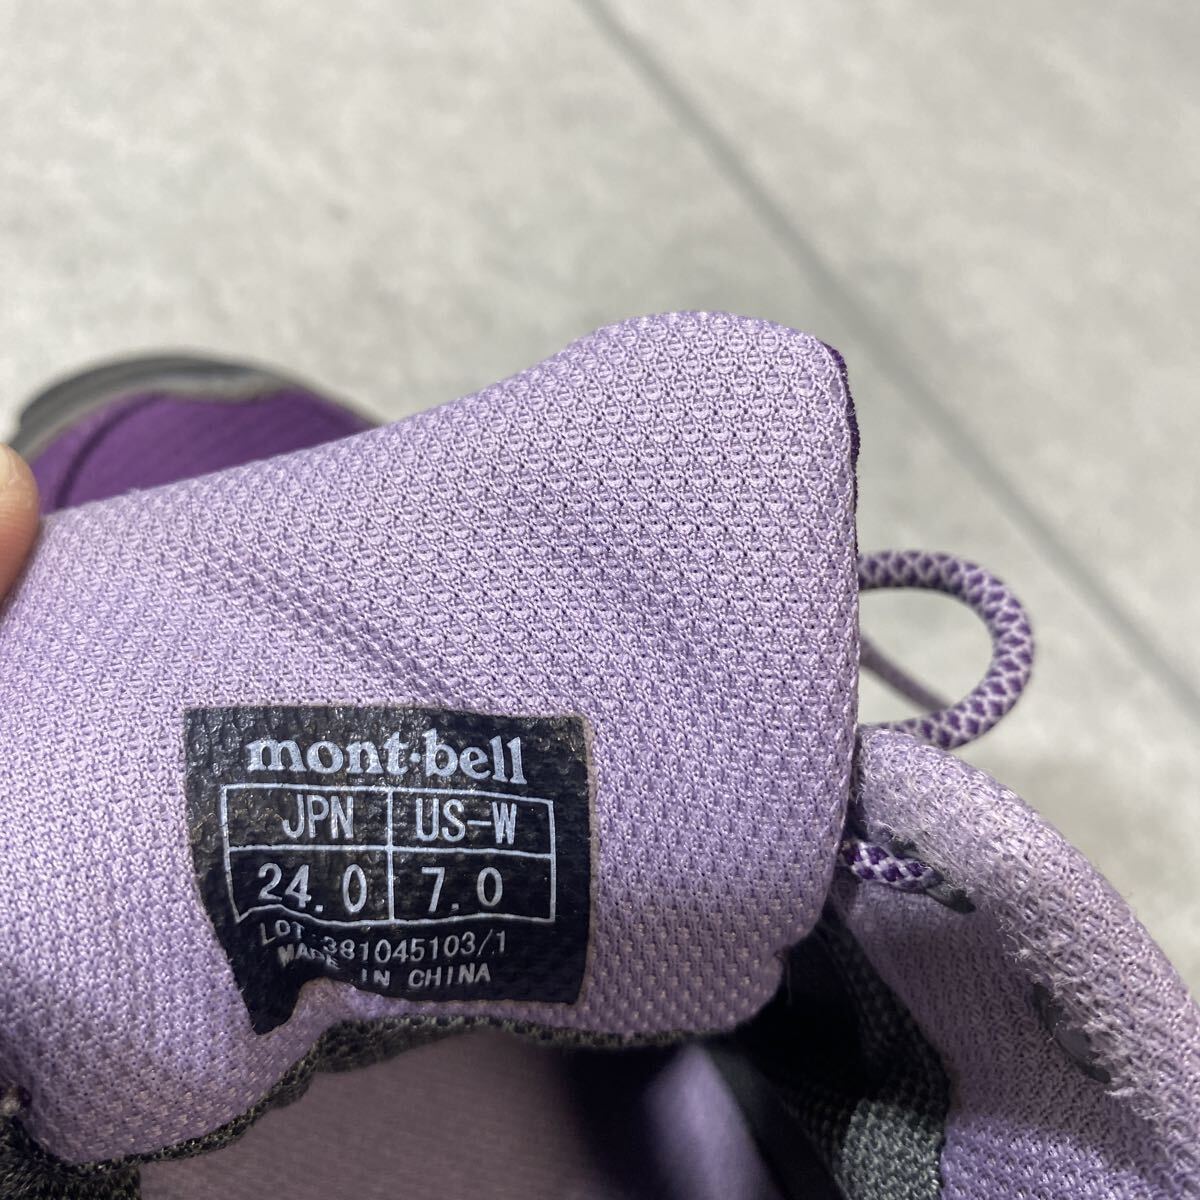 mont·bell
JPN US-W
24.0 7.0
LOT:381045103/1
MADE IN CHINA